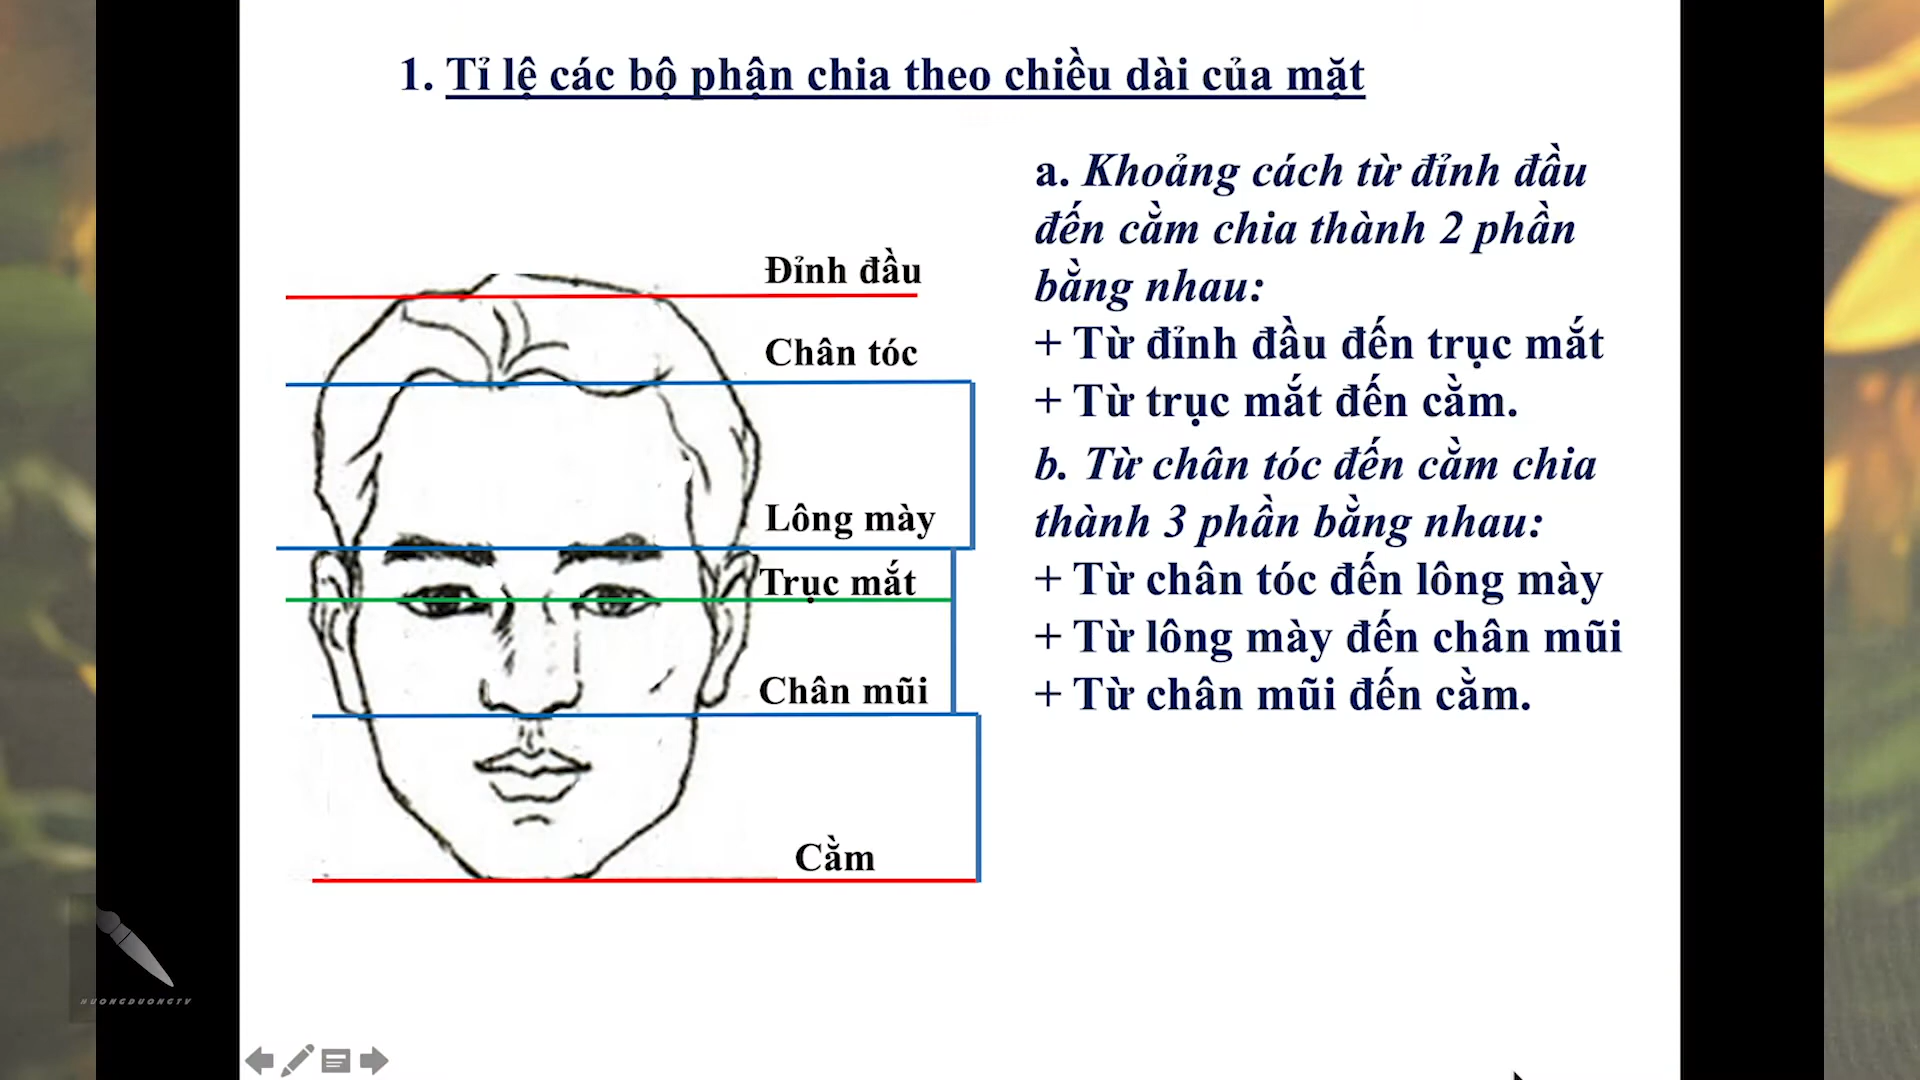 1. Tỉ lệ các bộ phận chia theo chiều dài của mặt
a. Khoảng cách từ đỉnh đầu
đến cằm chia thành 2 phần
bằng nhau:
+ Từ đỉnh đầu đến trục mắt
+ Từ trục mắt đến cằm.
b. Từ chân tóc đến cằm chia
thành 3 phần bằng nhau:
+ Từ chân tóc đến lông mày
+ Từ lông mày đến chân mũi
+ Từ chân mũi đến cằm.
Đỉnh đầu
Chân tóc
Lông mày
Trục mắt
Chân mũi
Cằm
HUONGDUONGTV